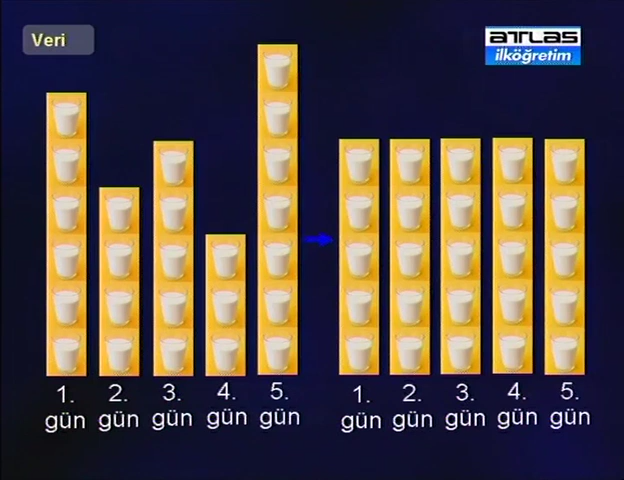 Veri
ATLAS
ilköğretim
1. gün
2. gün
3. gün
4. gün
5. gün
1. gün
2. gün
3. gün
4. gün
5. gün